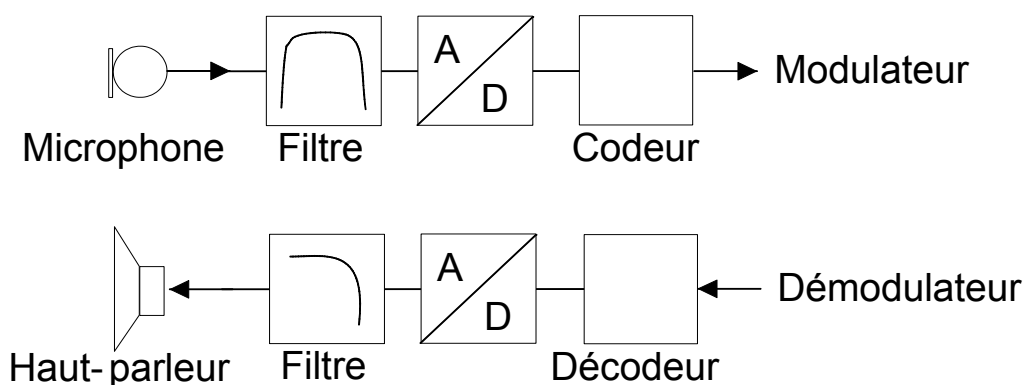 A
D
Modulateur
Microphone Filtre Codeur
A
D
Démodulateur
Haut-parleur Filtre Décodeur